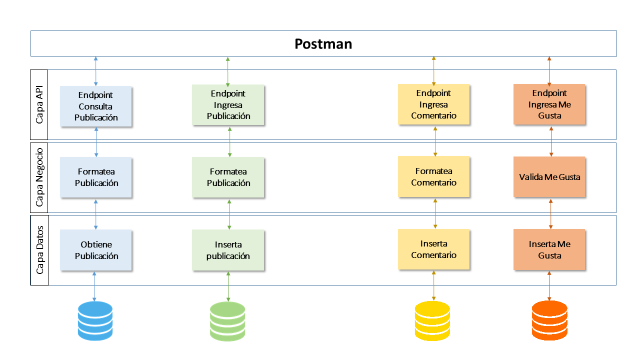 Postman
Capa API
Endpoint
Consulta
Publicación
Endpoint
Ingresa
Publicación
Endpoint
Ingresa
Comentario
Endpoint
Ingresa Me
Gusta
Capa Negocio
Formatea
Publicación
Formatea
Publicación
Formatea
Comentario
Valida Me Gusta
Capa Datos
Obtiene
Publicación
Inserta
publicación
Inserta
Comentario
Inserta Me
Gusta